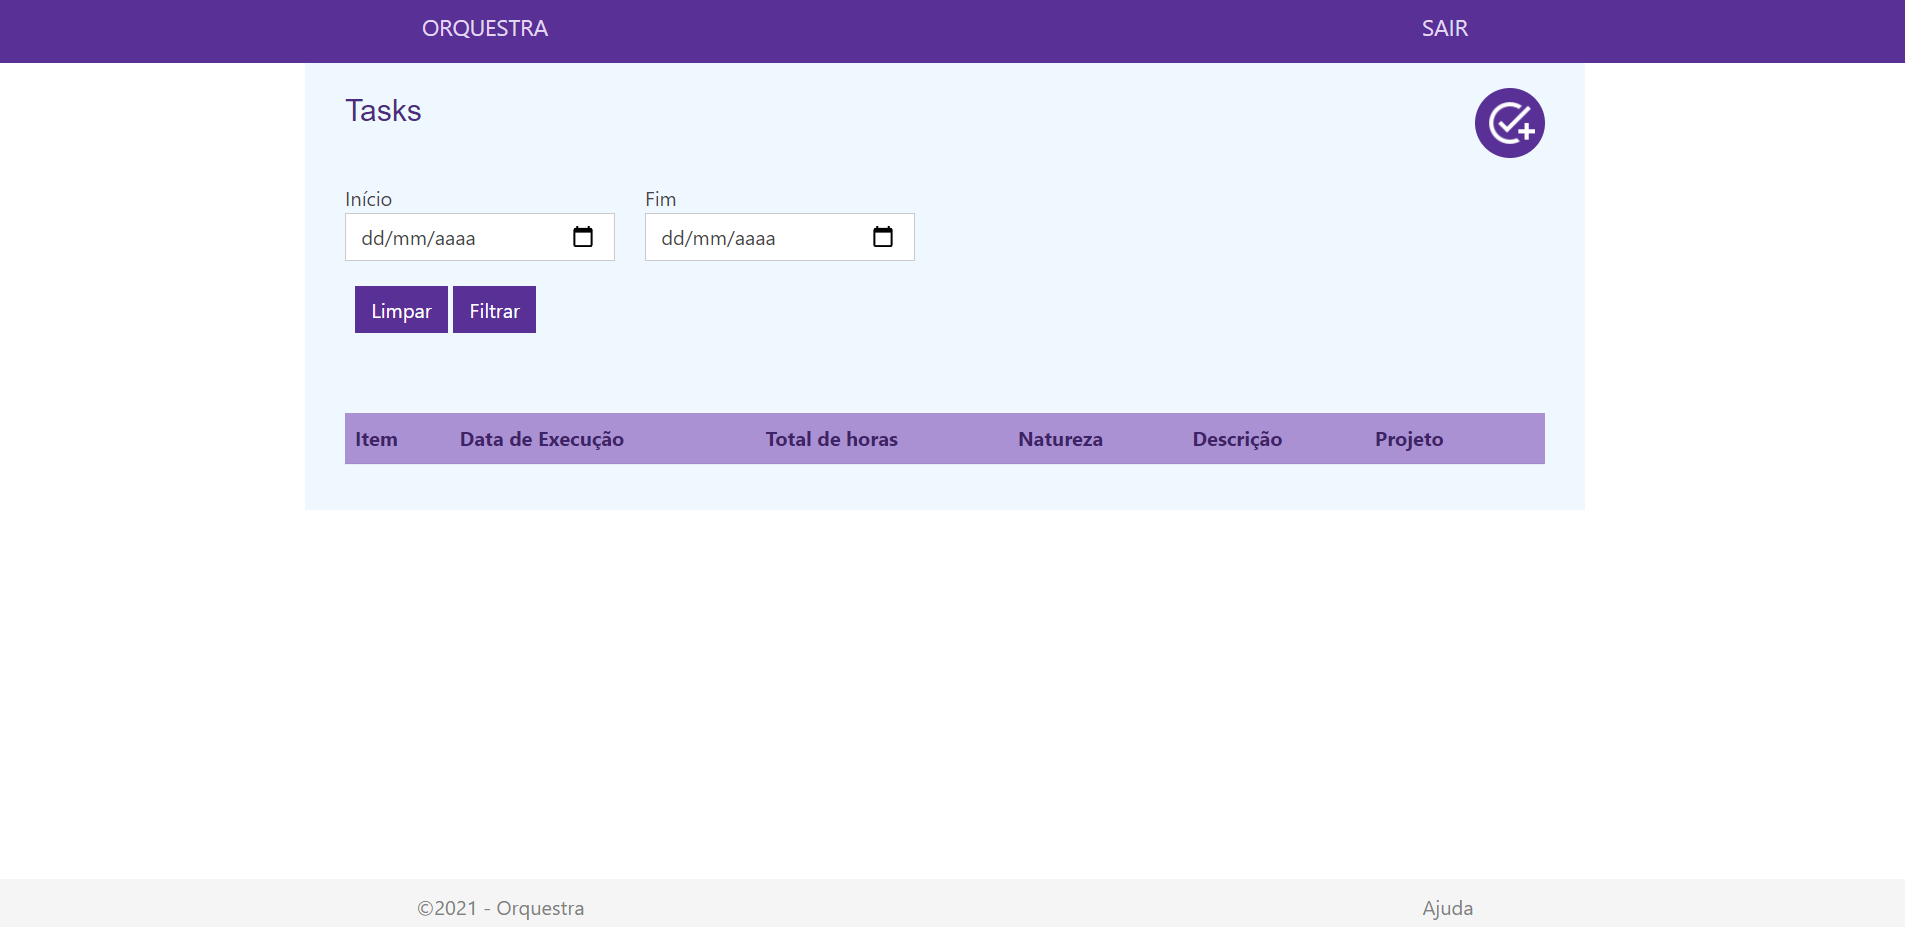 ORQUESTRA SAIR
Tasks
Início Fim
dd/mm/aaaa dd/mm/aaaa
Limpar Filtrar
Item Data de Execução Total de horas Natureza Descrição Projeto
©2021 - Orquestra Ajuda